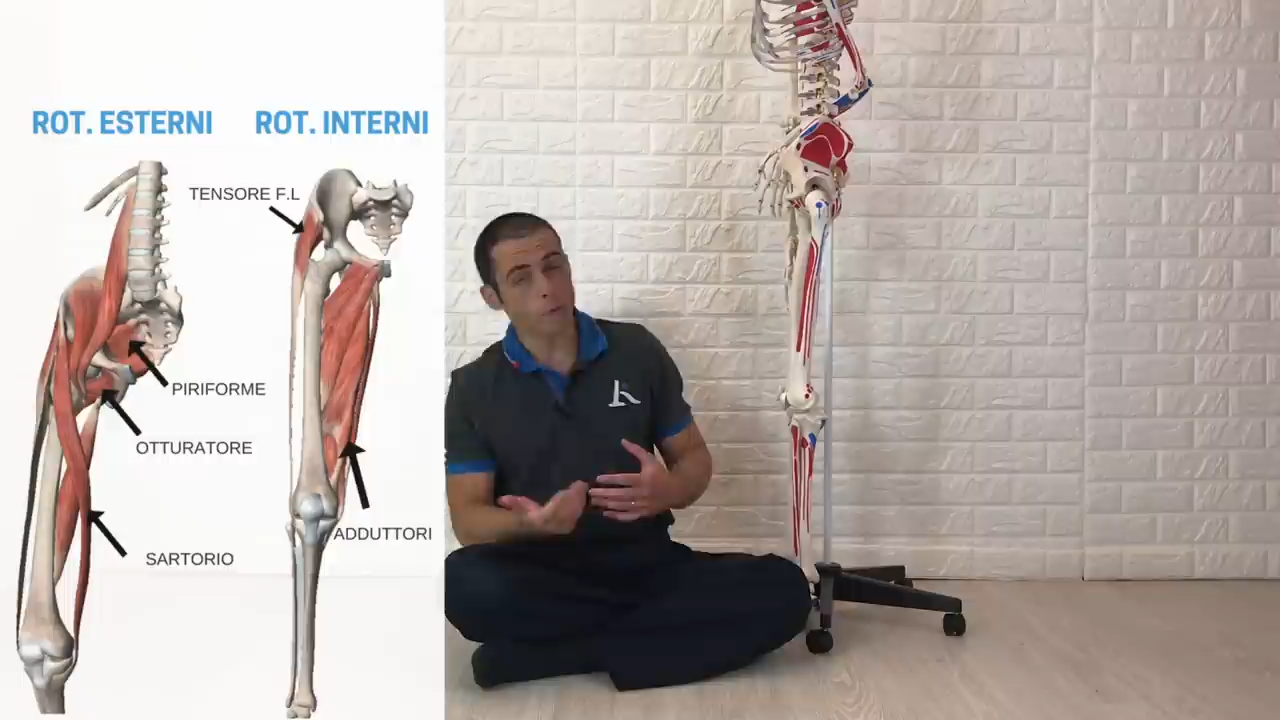 ROT. ESTERNI
ROT. INTERNI
TENSORE F.L
PIRIFORME
OTTURATORE
SARTORIO
ADDUTTORI